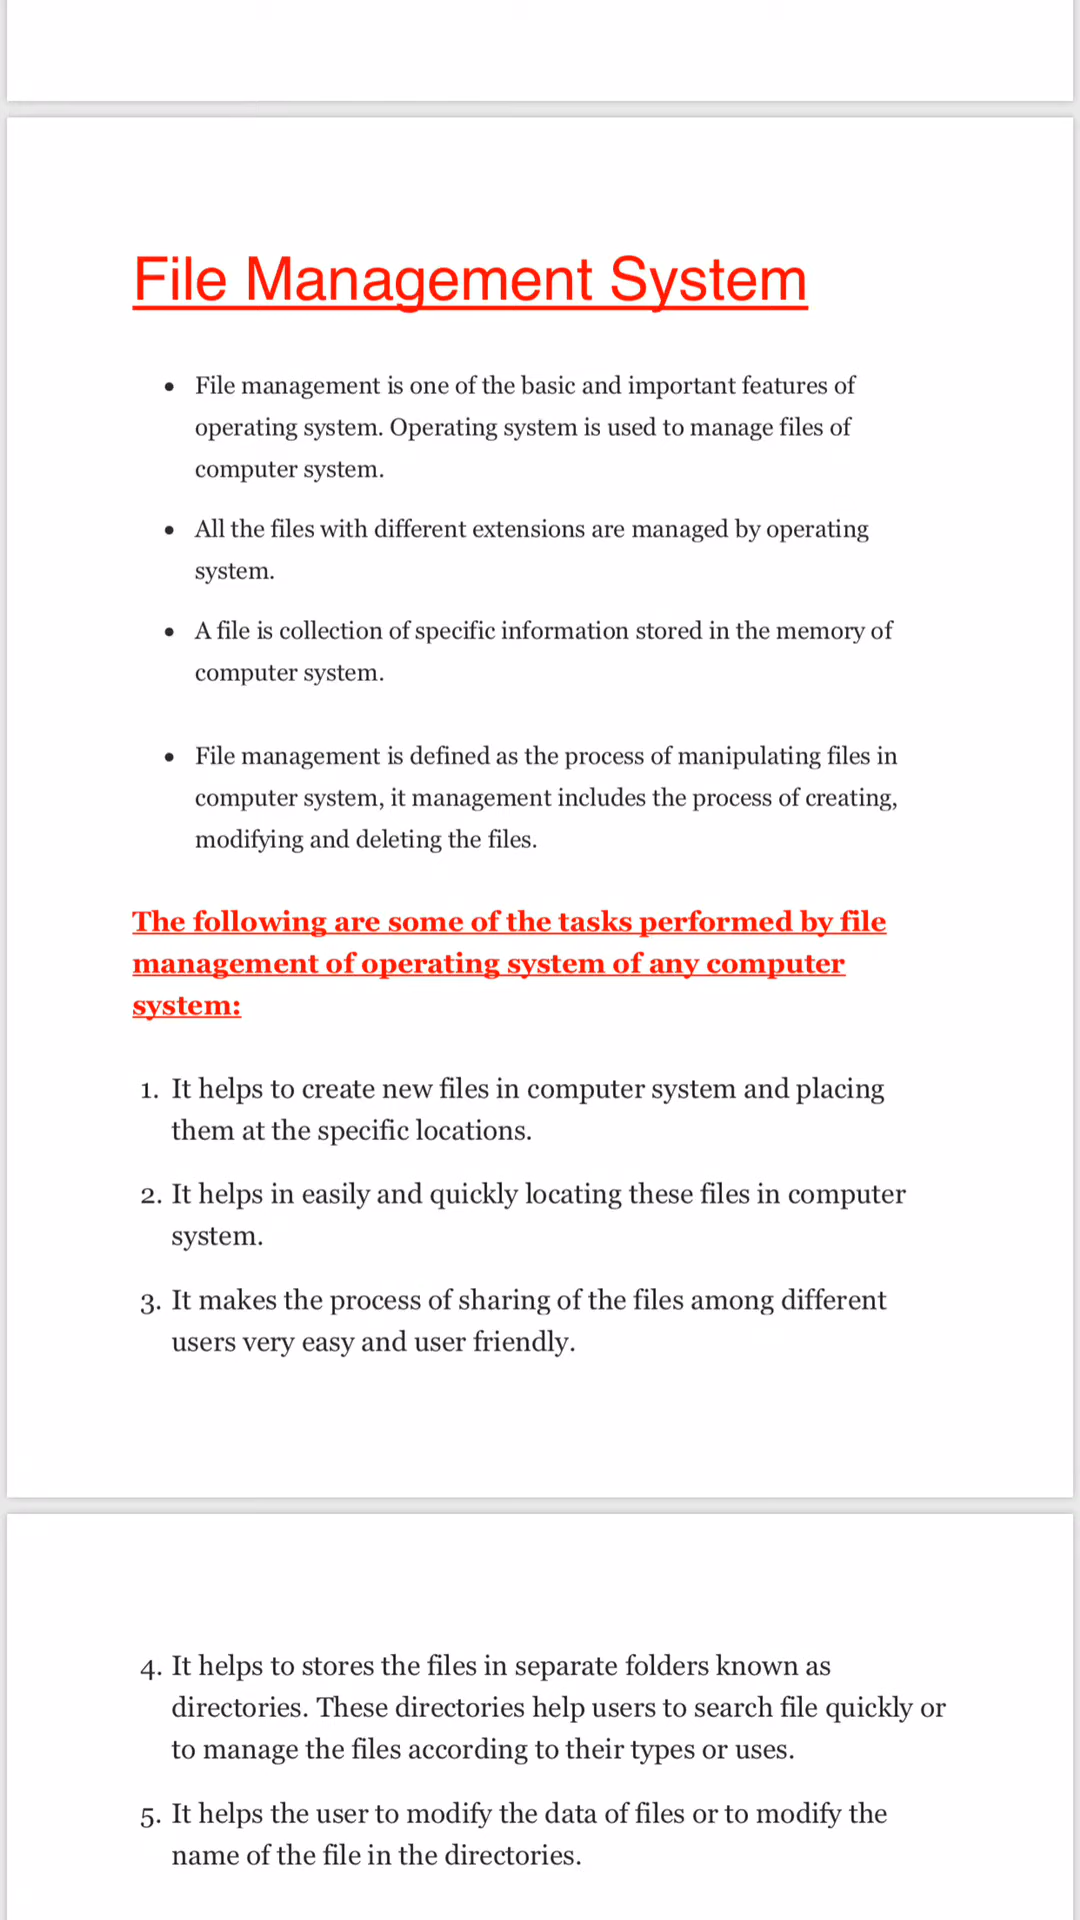 File Management System
• File management is one of the basic and important features of
operating system. Operating system is used to manage files of
computer system.
• All the files with different extensions are managed by operating
system.
• A file is collection of specific information stored in the memory of
computer system.
• File management is defined as the process of manipulating files in
computer system, it management includes the process of creating,
modifying and deleting the files.
The following are some of the tasks performed by file
management of operating system of any computer
system:
1. It helps to create new files in computer system and placing
them at the specific locations.
2. It helps in easily and quickly locating these files in computer
system.
3. It makes the process of sharing of the files among different
users very easy and user friendly.
4. It helps to stores the files in separate folders known as
directories. These directories help users to search file quickly or
to manage the files according to their types or uses.
5. It helps the user to modify the data of files or to modify the
name of the file in the directories.